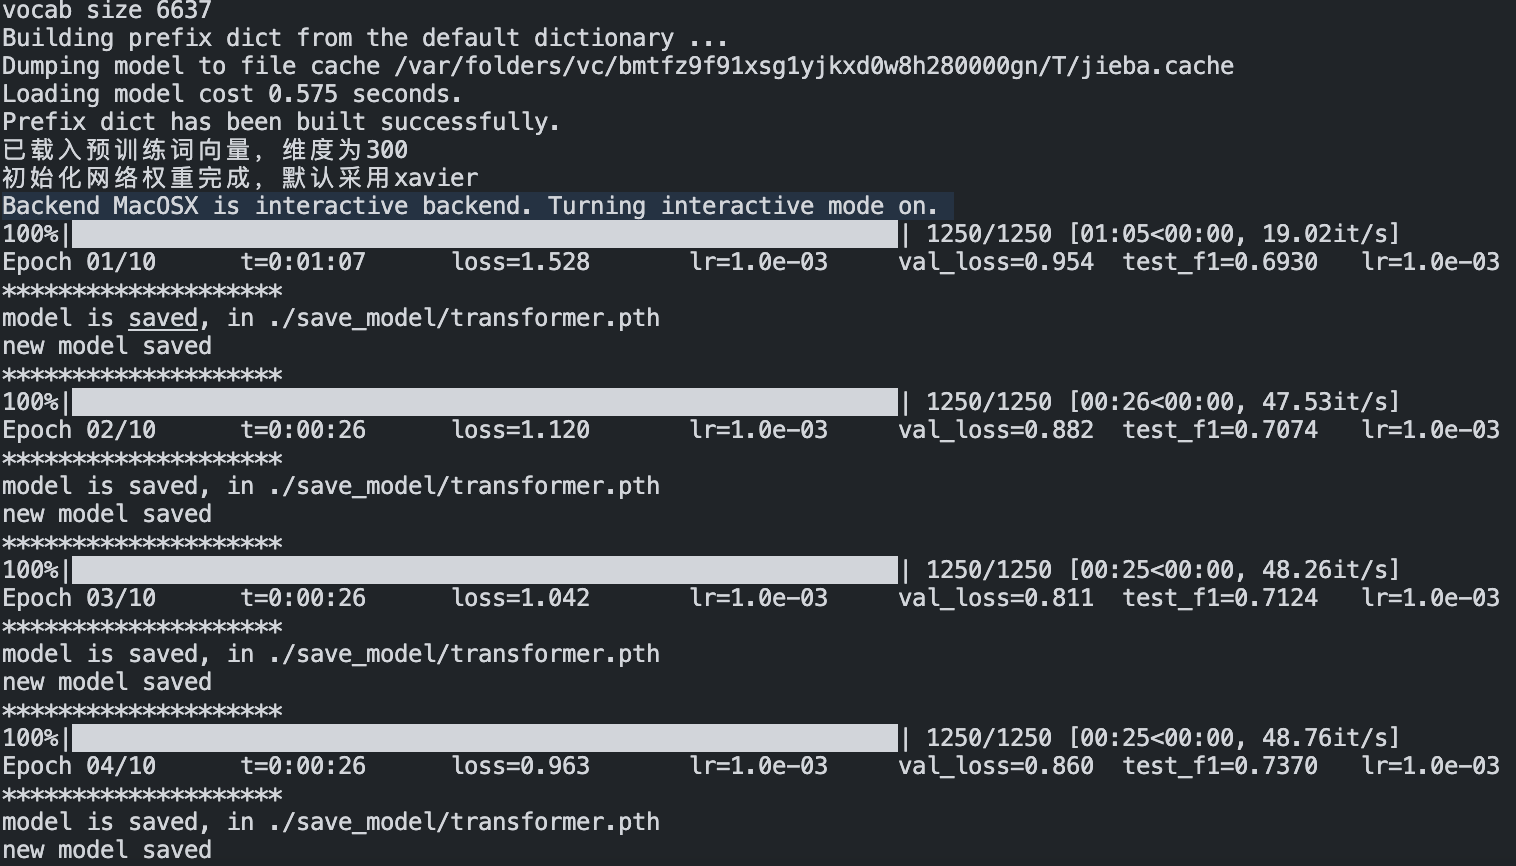 vocab size 6637
Building prefix dict from the default dictionary ...
Dumping model to file cache /var/folders/vc/bmtfz9f91xsg1yjkxd0w8h280000gn/T/jieba.cache
Loading model cost 0.575 seconds.
Prefix dict has been built successfully.
已载入预训练词向量，维度为300
初始化网络权重完成，默认采用xavier
Backend MacOSX is interactive backend. Turning interactive mode on.
100%|██████████| 1250/1250 [01:05<00:00, 19.02it/s]
Epoch 01/10 t=0:01:07 loss=1.528 lr=1.0e-03 val_loss=0.954 test_f1=0.6930 lr=1.0e-03
********************
model is saved, in ./save_model/transformer.pth
new model saved
********************
100%|██████████| 1250/1250 [00:26<00:00, 47.53it/s]
Epoch 02/10 t=0:00:26 loss=1.120 lr=1.0e-03 val_loss=0.882 test_f1=0.7074 lr=1.0e-03
********************
model is saved, in ./save_model/transformer.pth
new model saved
********************
100%|██████████| 1250/1250 [00:25<00:00, 48.26it/s]
Epoch 03/10 t=0:00:26 loss=1.042 lr=1.0e-03 val_loss=0.811 test_f1=0.7124 lr=1.0e-03
********************
model is saved, in ./save_model/transformer.pth
new model saved
********************
100%|██████████| 1250/1250 [00:25<00:00, 48.76it/s]
Epoch 04/10 t=0:00:26 loss=0.963 lr=1.0e-03 val_loss=0.860 test_f1=0.7370 lr=1.0e-03
********************
model is saved, in ./save_model/transformer.pth
new model saved